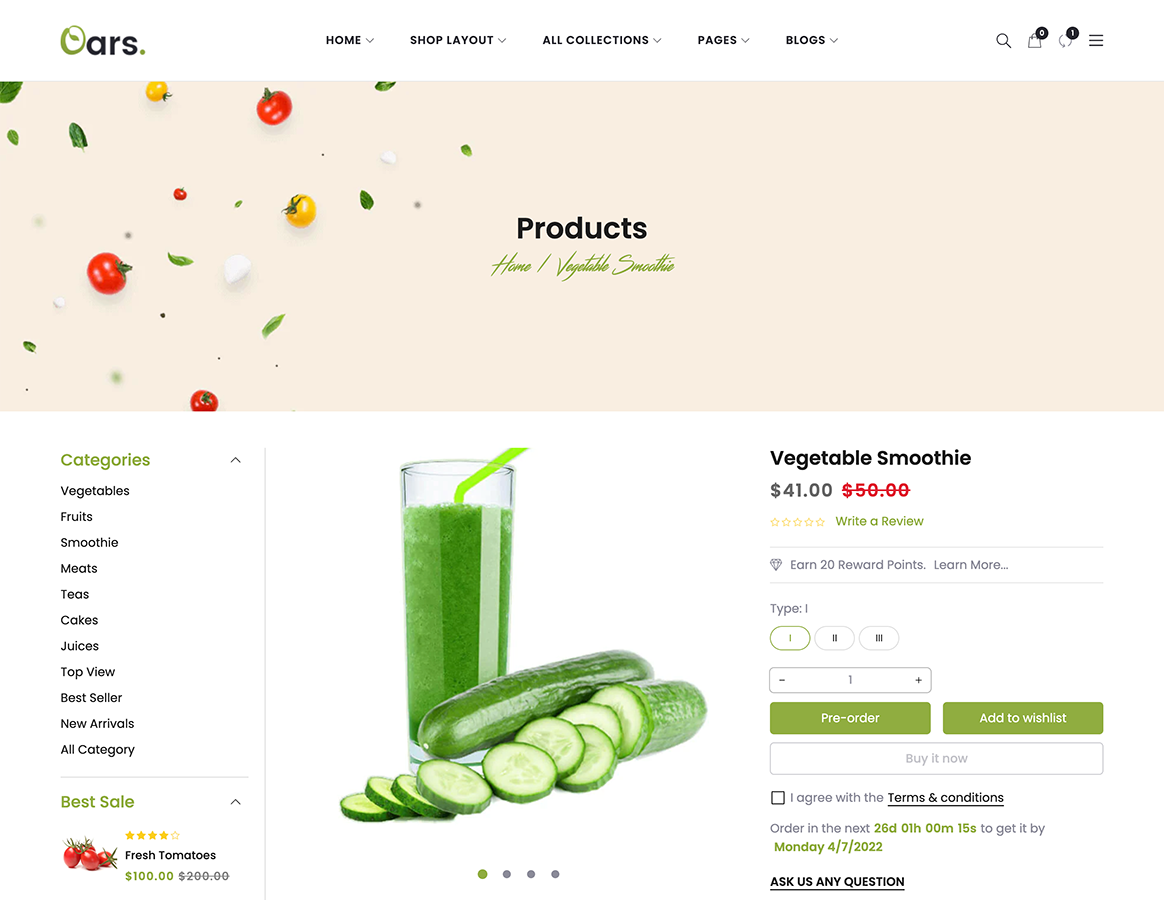 Oars.
HOME SHOP LAYOUT ALL COLLECTIONS PAGES BLOGS 0 1
Products
Home / Vegetable Smoothie
Categories
Vegetables
Fruits
Smoothie
Meats
Teas
Cakes
Juices
Top View
Best Seller
New Arrivals
All Category
Best Sale
Fresh Tomatoes
$100.00 $200.00
Vegetable Smoothie
$41.00 $50.00
Write a Review
Earn 20 Reward Points. Learn More...
Type: I
I II III
- 1 +
Pre-order Add to wishlist
Buy it now
I agree with the Terms & conditions
Order in the next 26d 01h 00m 15s to get it by
Monday 4/7/2022
ASK US ANY QUESTION